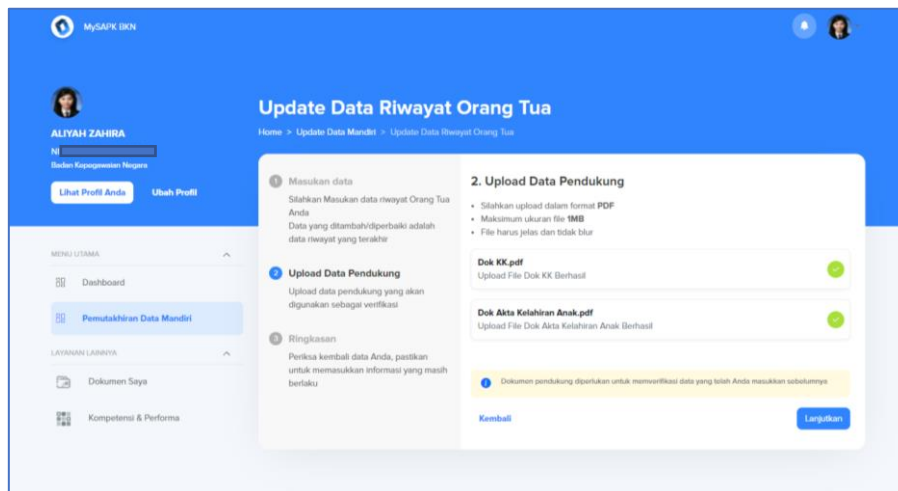 MySAPK BKN
ALIYAH ZAHIRA
NI
Badan Kepegawaian Negara
Lihat Profil Anda
Ubah Profil
MENU UTAMA
Dashboard
Pemutakhiran Data Mandiri
LAYANAN LAINNYA
Dokumen Saya
Kompetensi & Performa
Update Data Riwayat Orang Tua
Home > Update Data Mandiri > Update Data Riwayat Orang Tua
1 Masukan data
Silahkan Masukan data riwayat Orang Tua
Anda
Data yang ditambah/diperbaiki adalah
data riwayat yang terakhir
2 Upload Data Pendukung
Upload data pendukung yang akan
digunakan sebagai verifikasi
3 Ringkasan
Periksa kembali data Anda, pastikan
untuk memasukkan informasi yang masih
berlaku
2. Upload Data Pendukung
• Silahkan upload dalam format PDF
• Maksimum ukuran file 1MB
• File harus jelas dan tidak blur
Dok KK.pdf
Upload File Dok KK Berhasil
Dok Akta Kelahiran Anak.pdf
Upload File Dok Akta Kelahiran Anak Berhasil
Dokumen pendukung diperlukan untuk memverifikasi data yang telah Anda masukkan sebelumnya
Kembali
Lanjutkan